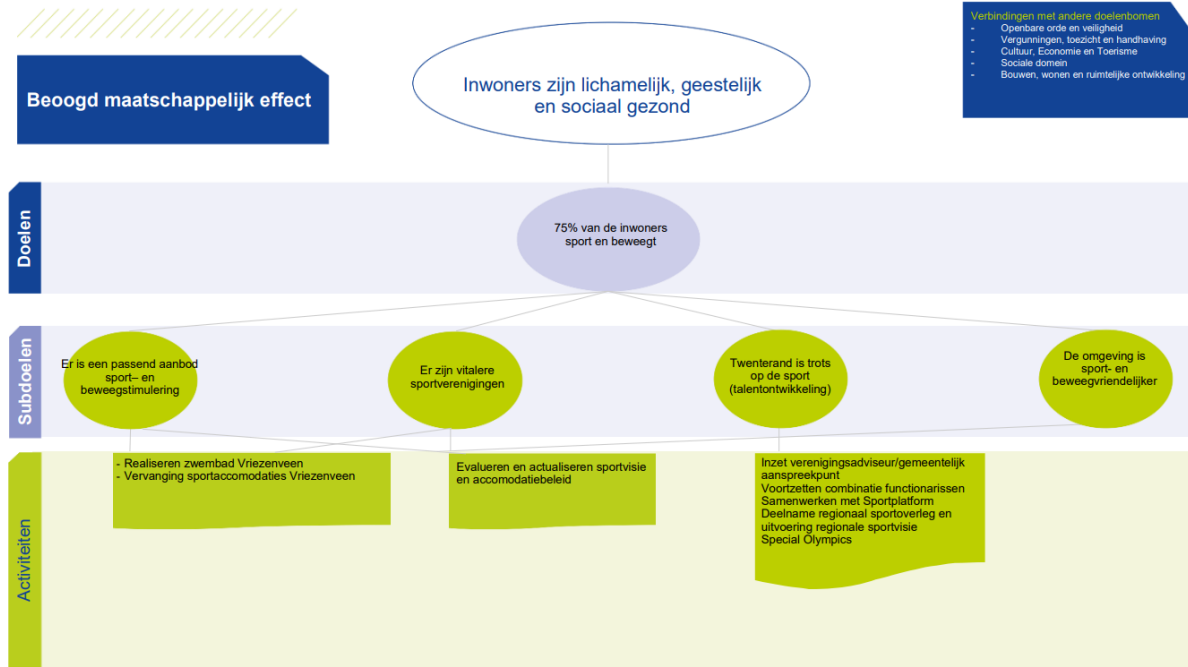 Beoogd maatschappelijk effect
Inwoners zijn lichamelijk, geestelijk
en sociaal gezond
Verbindingen met andere doelenbomen
- Openbare orde en veiligheid
- Vergunningen, toezicht en handhaving
- Cultuur, Economie en Toerisme
- Sociale domein
- Bouwen, wonen en ruimtelijke ontwikkeling
Doelen
75% van de inwoners
sport en beweegt
Subdoelen
Er is een passend aanbod
sport– en
beweegstimulering
Er zijn vitalere
sportverenigingen
Twenterand is trots
op de sport
(talentontwikkeling)
De omgeving is
sport- en
beweegvriendelijker
Activiteiten
- Realiseren zwembad Vriezenveen
- Vervanging sportaccomodaties Vriezenveen
Evalueren en actualiseren sportvisie
en accomodatiebeleid
Inzet verenigingsadviseur/gemeentelijk
aanspreekpunt
Voortzetten combinatie functionarissen
Samenwerken met Sportplatform
Deelname regionaal sportoverleg en
uitvoering regionale sportvisie
Special Olympics